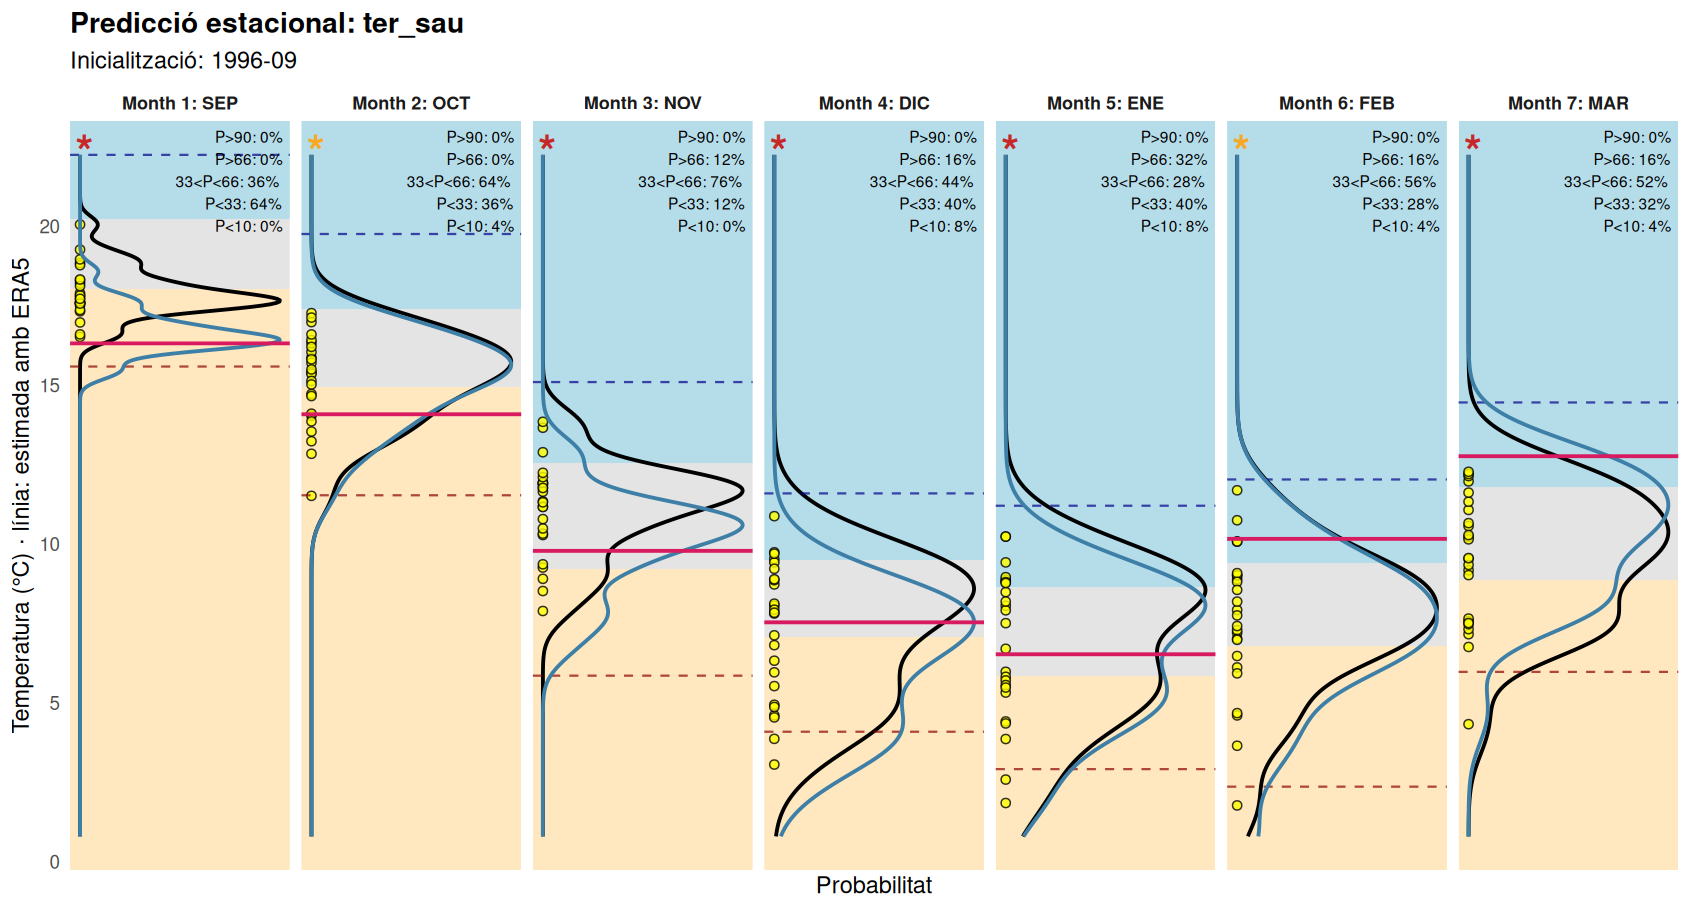 Predicció estacional: ter_sau
Inicialització: 1996-09
Month 1: SEP
Month 2: OCT
Month 3: NOV
Month 4: DIC
Month 5: ENE
Month 6: FEB
Month 7: MAR
*
P>90: 0%
P>66: 0%
33<P<66: 36%
P<33: 64%
P<10: 0%
*
P>90: 0%
P>66: 0%
33<P<66: 64%
P<33: 36%
P<10: 4%
*
P>90: 0%
P>66: 12%
33<P<66: 76%
P<33: 12%
P<10: 0%
*
P>90: 0%
P>66: 16%
33<P<66: 44%
P<33: 40%
P<10: 8%
*
P>90: 0%
P>66: 32%
33<P<66: 28%
P<33: 40%
P<10: 8%
*
P>90: 0%
P>66: 16%
33<P<66: 56%
P<33: 28%
P<10: 4%
*
P>90: 0%
P>66: 16%
33<P<66: 52%
P<33: 32%
P<10: 4%
20
15
10
5
0
Temperatura (°C) · línia: estimada amb ERA5
Probabilitat